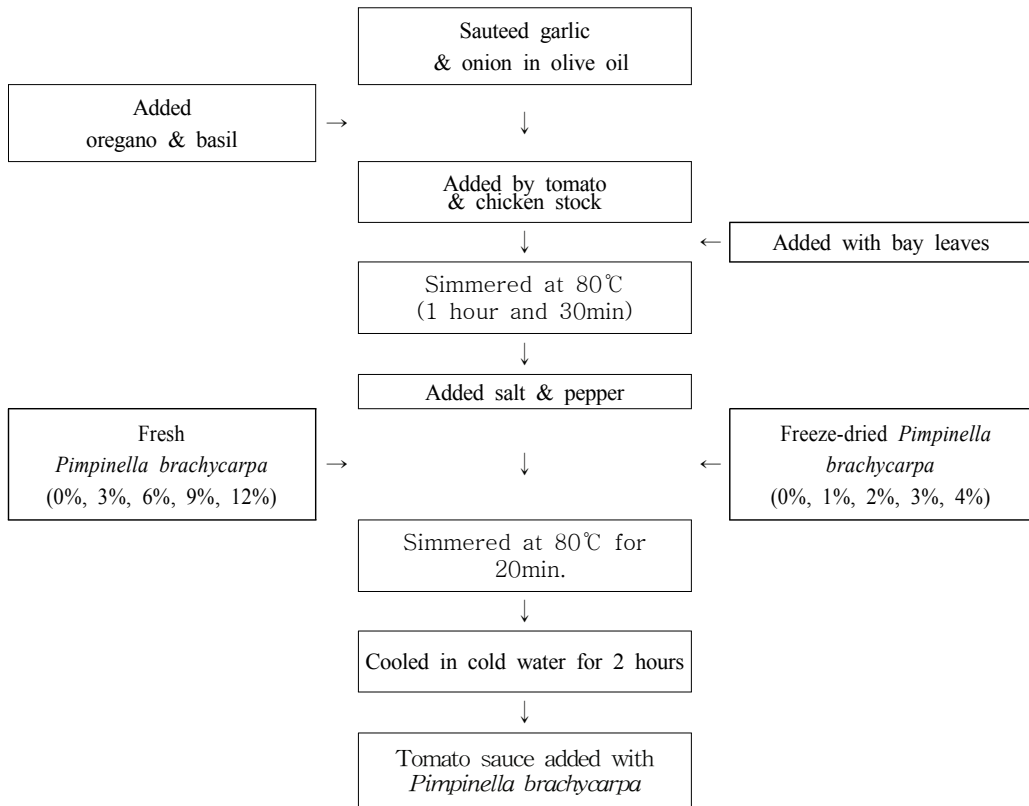 Sauteed garlic
& onion in olive oil
Added
oregano & basil
→
↓
Added by tomato
& chicken stock
↓
←
Added with bay leaves
Simmered at 80℃
(1 hour and 30min)
↓
Added salt & pepper
Fresh
Pimpinella brachycarpa
(0%, 3%, 6%, 9%, 12%)
→
↓
←
Freeze-dried Pimpinella
brachycarpa
(0%, 1%, 2%, 3%, 4%)
Simmered at 80℃ for
20min.
↓
Cooled in cold water for 2 hours
↓
Tomato sauce added with
Pimpinella brachycarpa